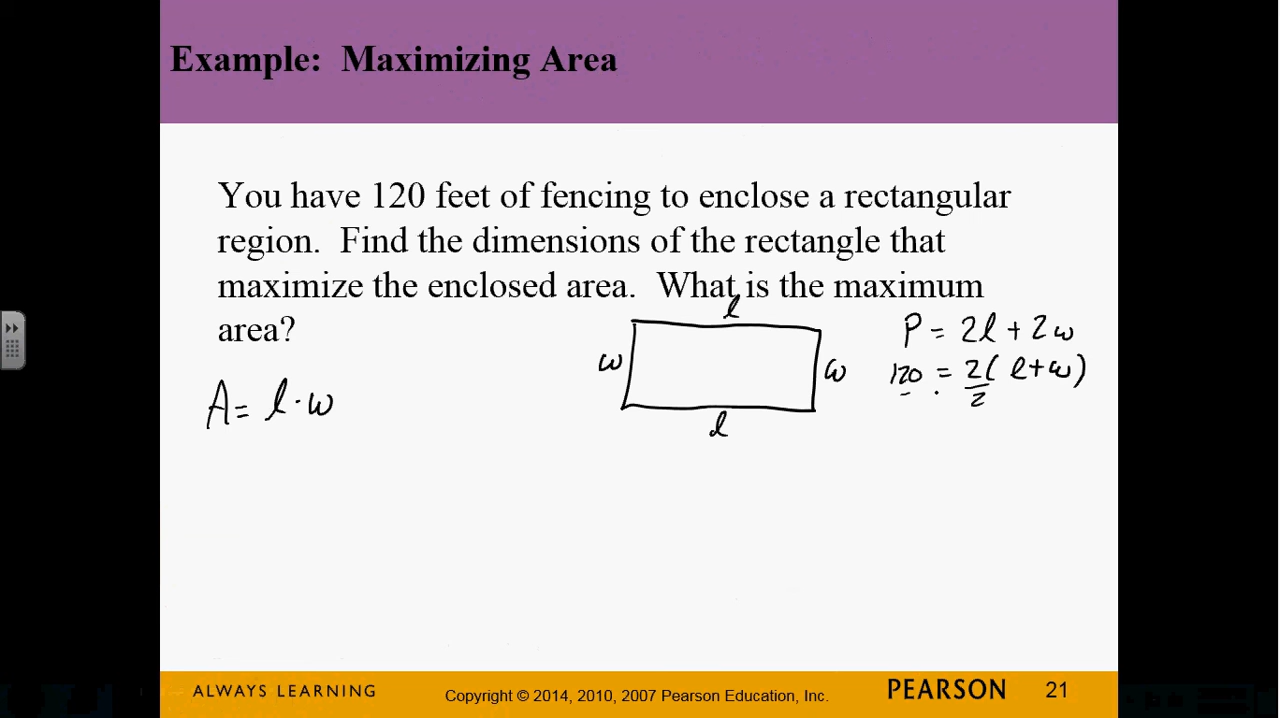 Example: Maximizing Area
You have 120 feet of fencing to enclose a rectangular
region. Find the dimensions of the rectangle that
maximize the enclosed area. What is the maximum
area?
l
w
w
l
P = 2l + 2w
120 = 2( l + w )
2
A = l · w
ALWAYS LEARNING
Copyright © 2014, 2010, 2007 Pearson Education, Inc.
PEARSON
21